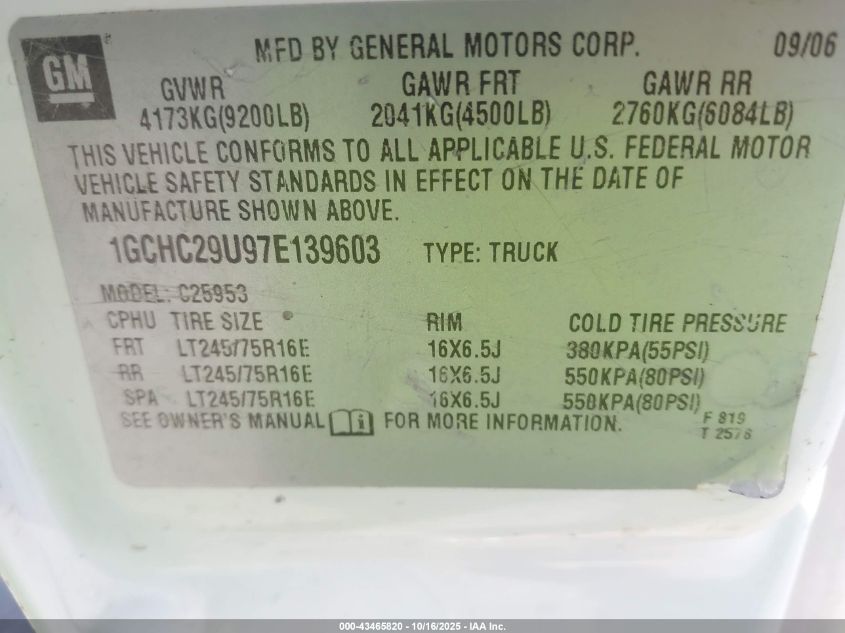 GM
MFD BY GENERAL MOTORS CORP. 09/06
GVWR GAWR FRT GAWR RR
4173KG(9200LB) 2041KG(4500LB) 2760KG(6084LB)
THIS VEHICLE CONFORMS TO ALL APPLICABLE U.S. FEDERAL MOTOR
VEHICLE SAFETY STANDARDS IN EFFECT ON THE DATE OF
MANUFACTURE SHOWN ABOVE.
1GCHC29U97E139603 TYPE: TRUCK
MODEL: C25953
CPHU TIRE SIZE RIM COLD TIRE PRESSURE
FRT LT245/75R16E 16X6.5J 380KPA(55PSI)
RR LT245/75R16E 16X6.5J 550KPA(80PSI)
SPA LT245/75R16E 16X6.5J 550KPA(80PSI)
SEE OWNER'S MANUAL i FOR MORE INFORMATION.
F 819
T 2576
000-43465820 - 10/16/2025 - IAA Inc.